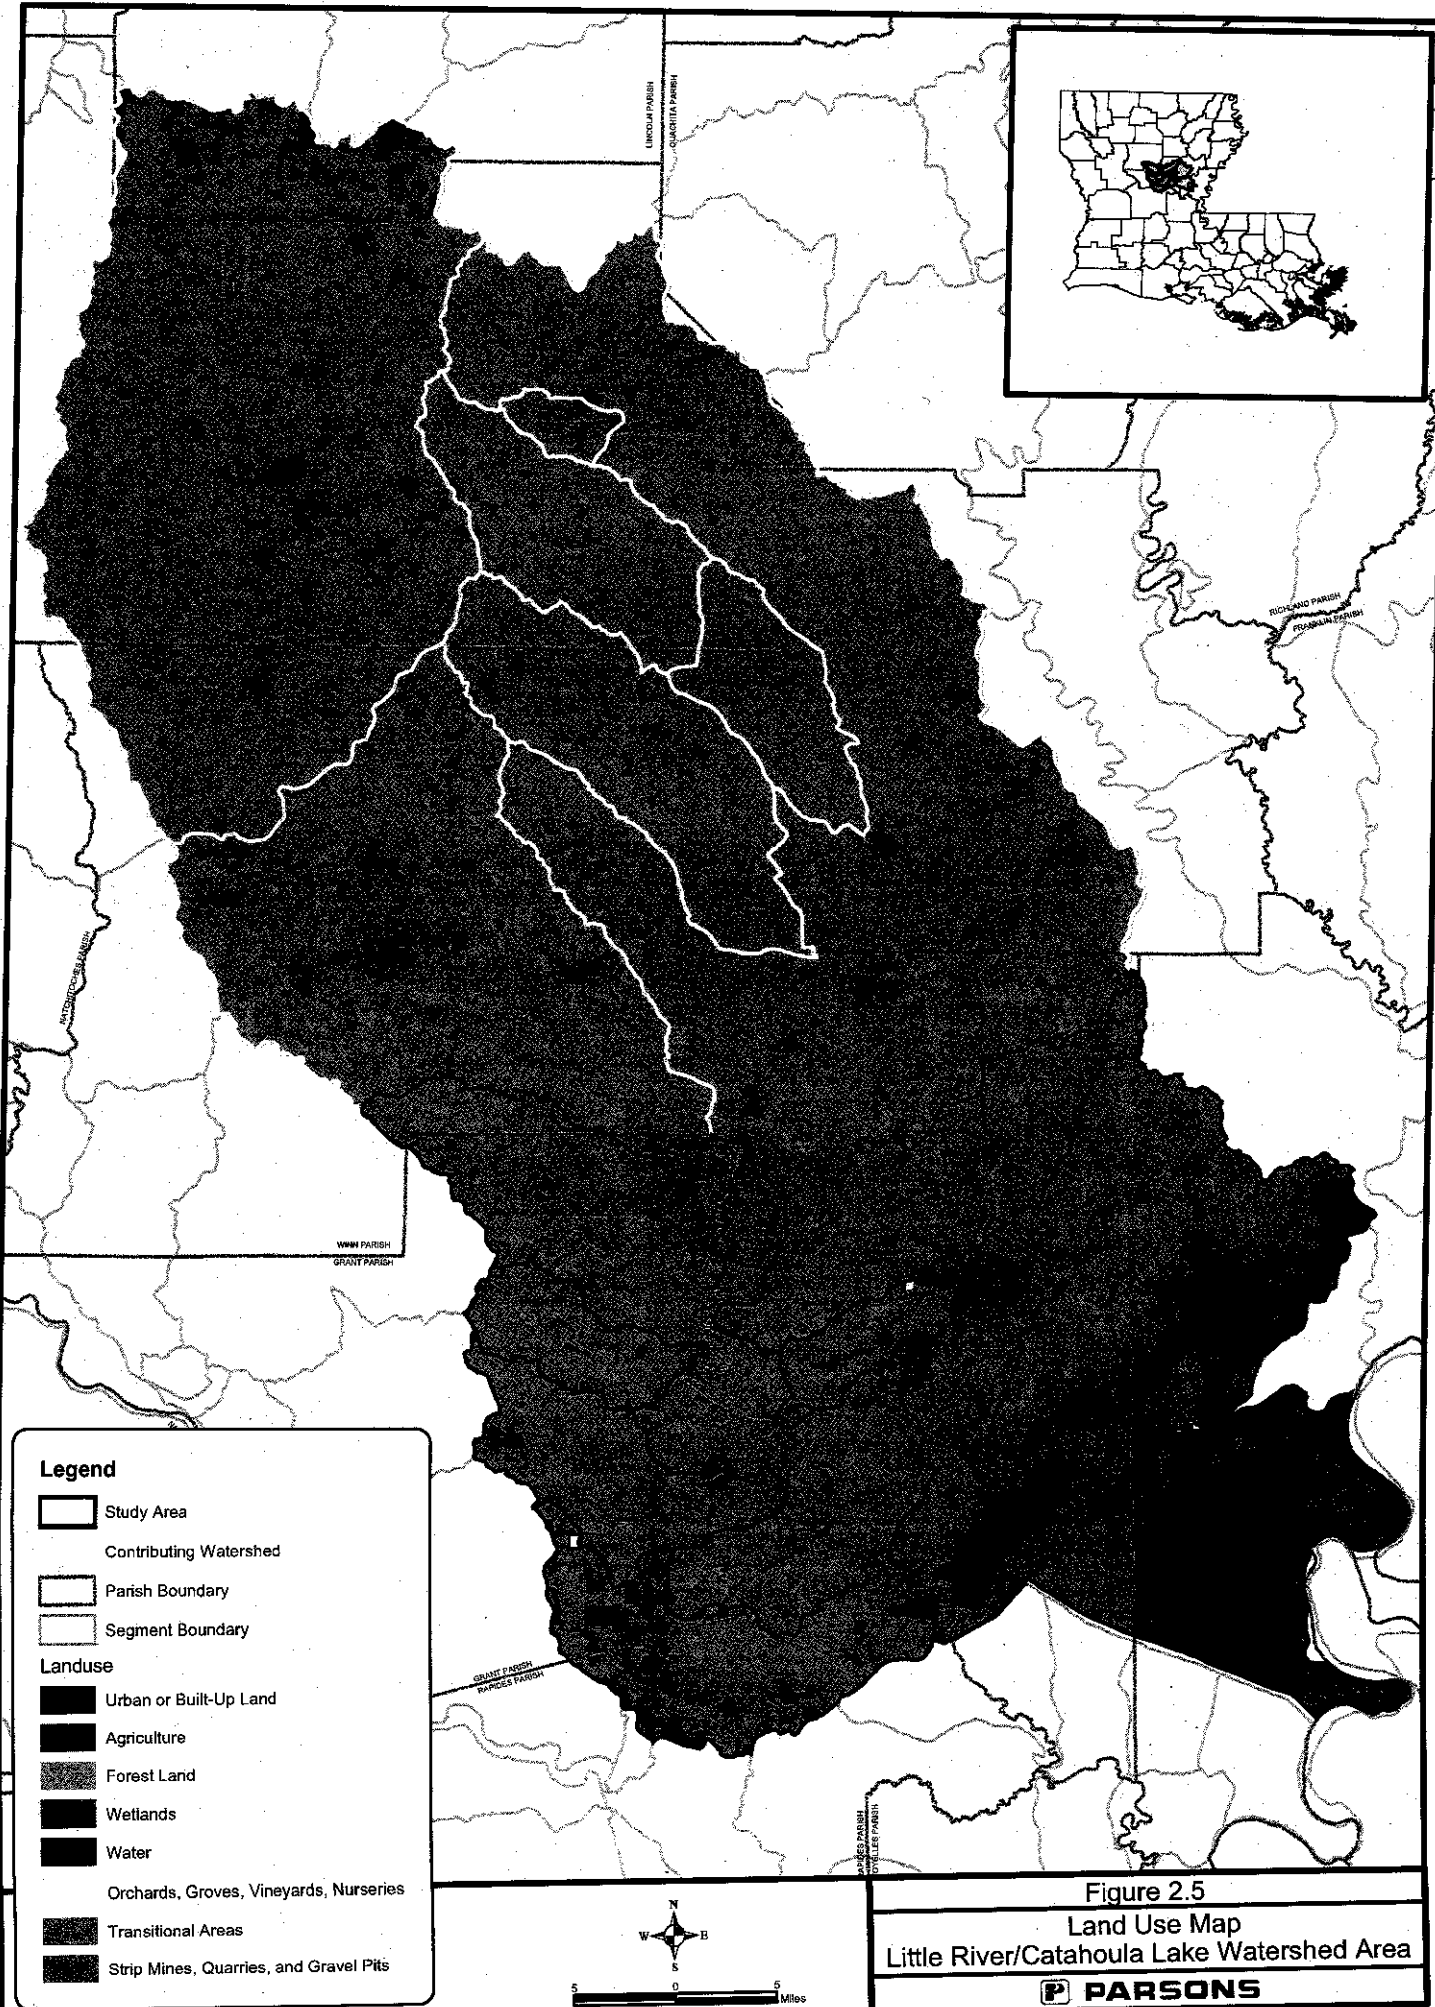 LINCOLN PARISH
OUACHITA PARISH
RICHLAND PARISH
FRANKLIN PARISH
NATCHITOCHES PARISH
WINN PARISH
GRANT PARISH
GRANT PARISH
RAPIDES PARISH
RAPIDES PARISH
Legend
Study Area
Contributing Watershed
Parish Boundary
Segment Boundary
Landuse
Urban or Built-Up Land
Agriculture
Forest Land
Wetlands
Water
Orchards, Groves, Vineyards, Nurseries
Transitional Areas
Strip Mines, Quarries, and Gravel Pits
N
W E
S
5 0 5
Miles
Figure 2.5
Land Use Map
Little River/Catahoula Lake Watershed Area
P PARSONS